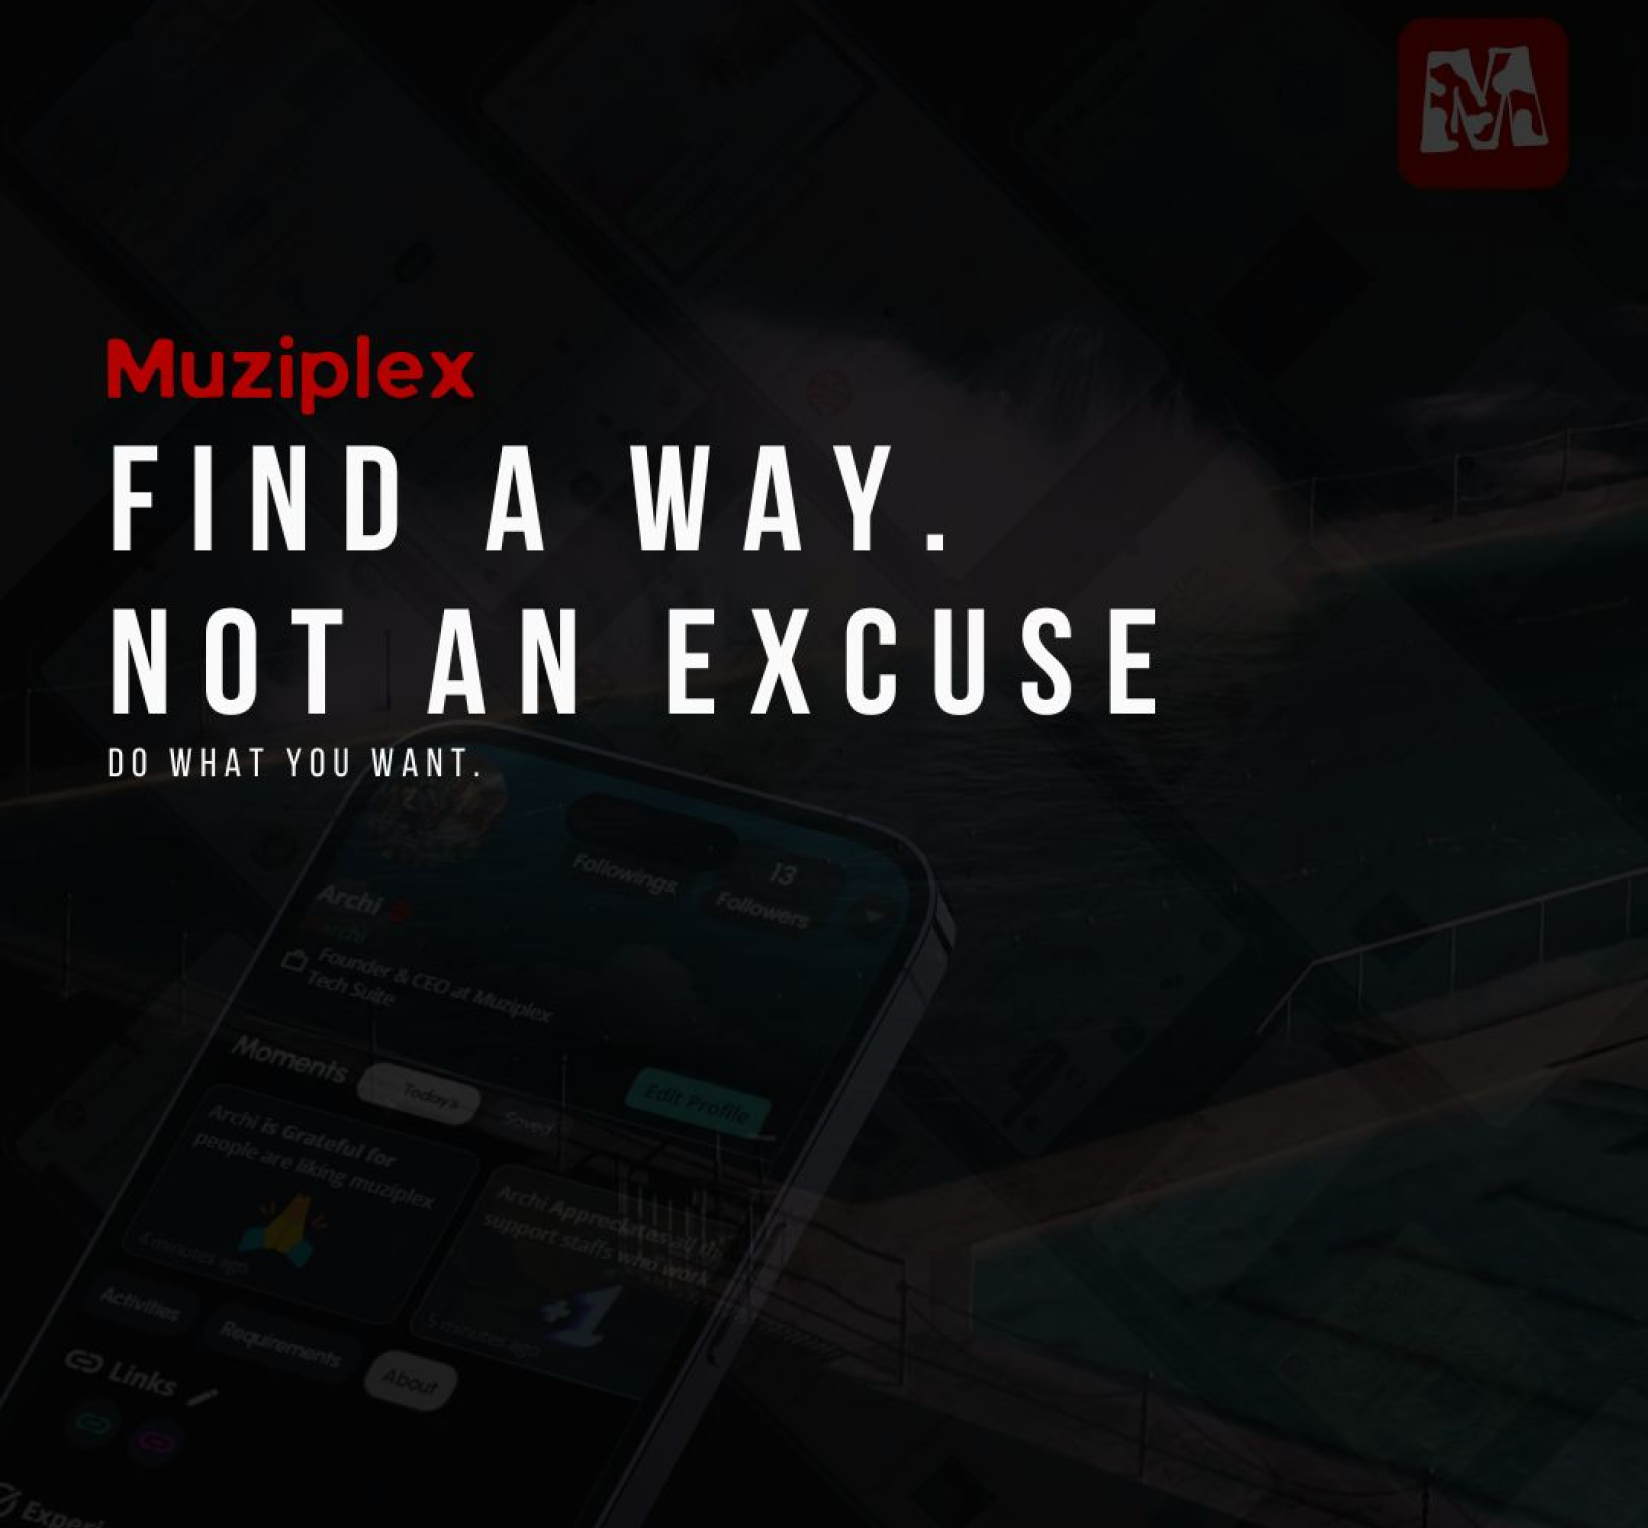 M
Muziplex
FIND A WAY.
NOT AN EXCUSE
DO WHAT YOU WANT.
13
Followings
Followers
Archi
archi
Founder & CEO at Muziplex
Tech Suite
Moments
Today's
Saved
Edit Profile
Archi is Grateful for
people are liking muziplex
4 minutes ago
Archi Appreciates all
support staffs who work
+1
5 minutes ago
Activities
Requirements
About
Links